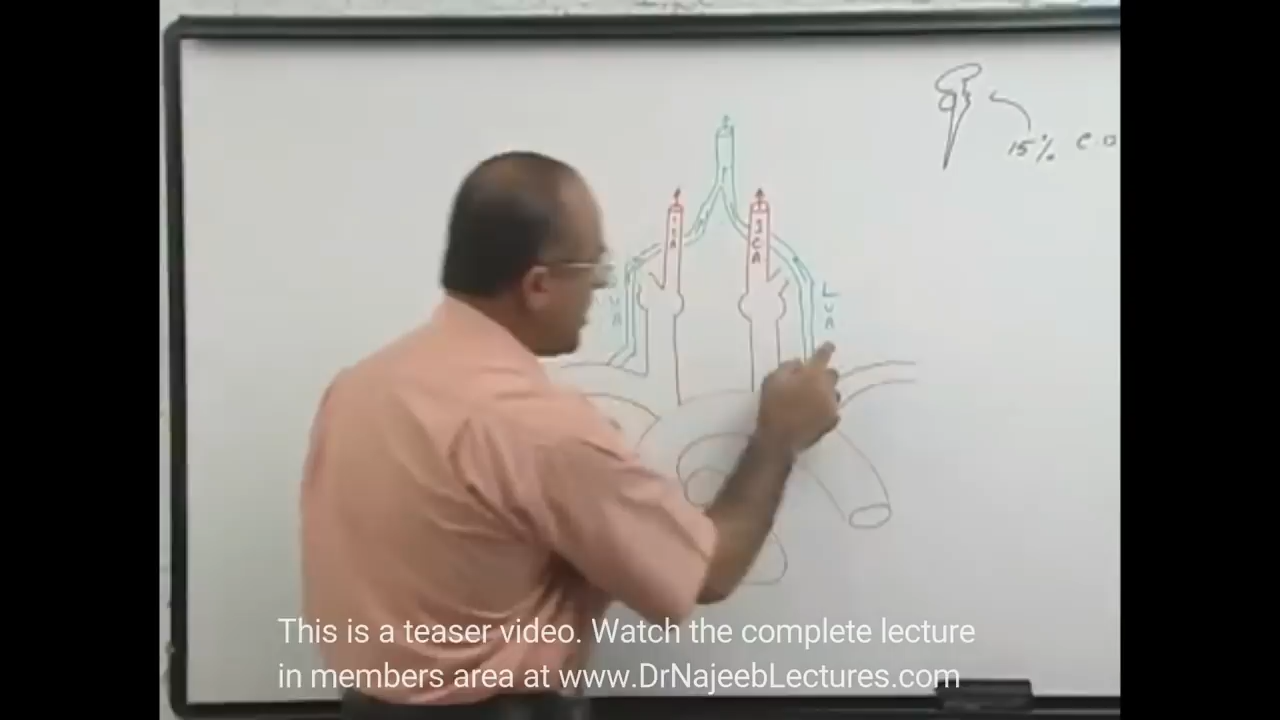 15% C.O
ICA
ICA
VA
LVA
This is a teaser video. Watch the complete lecture
in members area at www.DrNajeebLectures.com